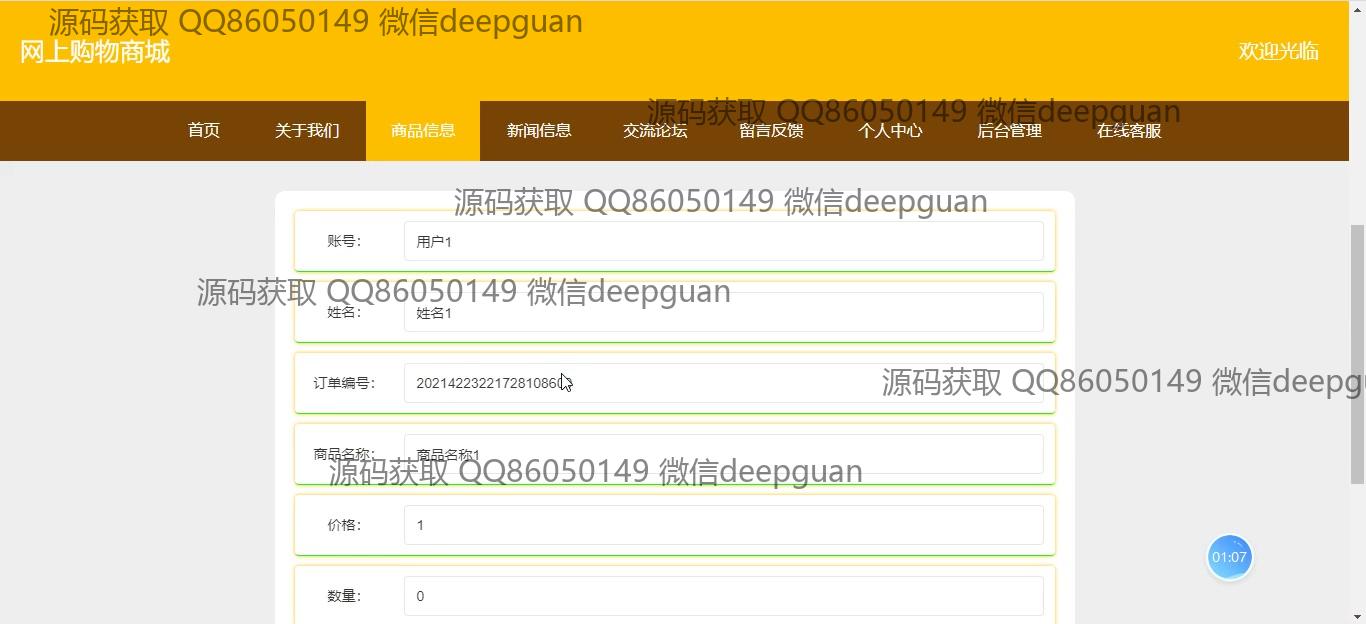 源码获取 QQ86050149 微信deepguan
网上购物商城
欢迎光临
源码获取 QQ86050149 微信deepguan
首页 关于我们 商品信息 新闻信息 交流论坛 留言反馈 个人中心 后台管理 在线客服
源码获取 QQ86050149 微信deepguan
账号： 用户1
源码获取 QQ86050149 微信deepguan
姓名： 姓名1
订单编号：
源码获取 QQ86050149 微信deepg
商品名称： 商品名称1
源码获取 QQ86050149 微信deepguan
价格： 1
01:07
数量： 0